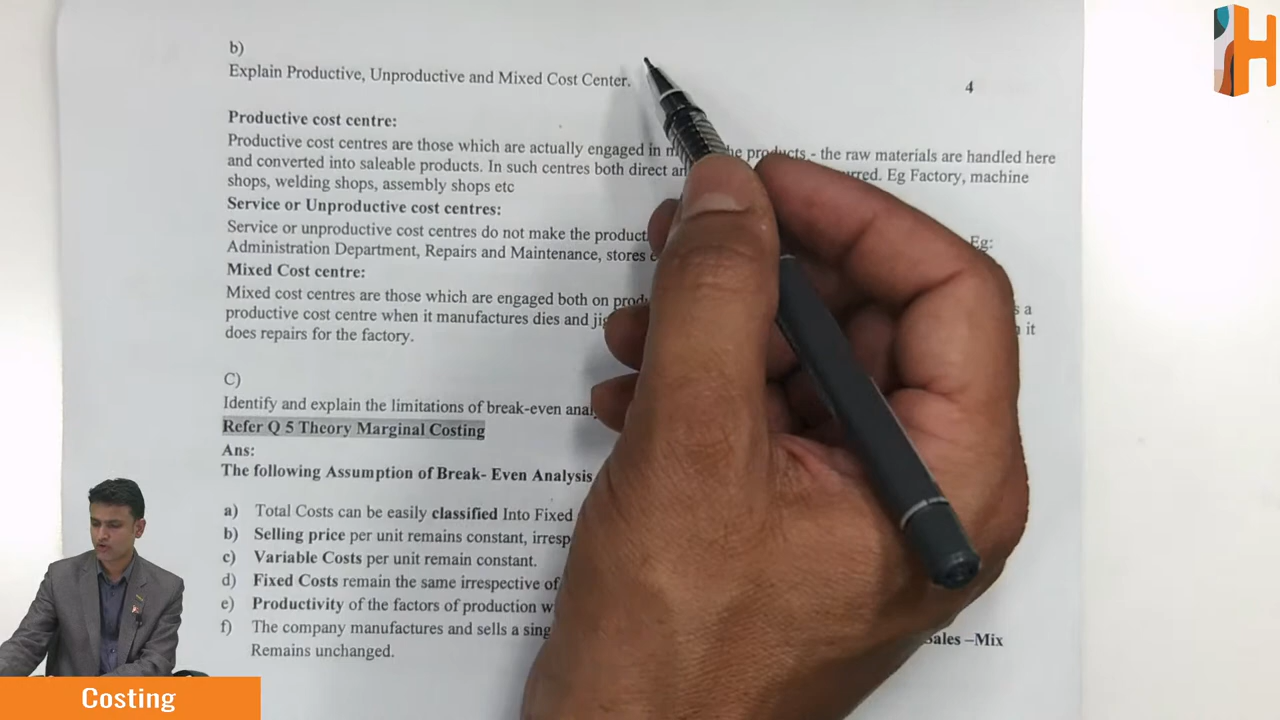 b)
Explain Productive, Unproductive and Mixed Cost Center.
4
Productive cost centre:
Productive cost centres are those which are actually engaged in the products - the raw materials are handled here
and converted into saleable products. In such centres both direct Eg Factory, machine
shops, welding shops, assembly shops etc
Service or Unproductive cost centres:
Service or unproductive cost centres do not make the Eg:
Administration Department, Repairs and Maintenance, stores
Mixed Cost centre:
Mixed cost centres are those which are engaged both on a
productive cost centre when it manufactures dies and it
does repairs for the factory.
C)
Identify and explain the limitations of break-even
Refer Q 5 Theory Marginal Costing
Ans:
The following Assumption of Break- Even Analysis
a) Total Costs can be easily classified Into Fixed
b) Selling price per unit remains constant,
c) Variable Costs per unit remain constant.
d) Fixed Costs remain the same irrespective of
e) Productivity of the factors of production
f) The company manufactures and sells a Sales –Mix
Remains unchanged.
H
Costing